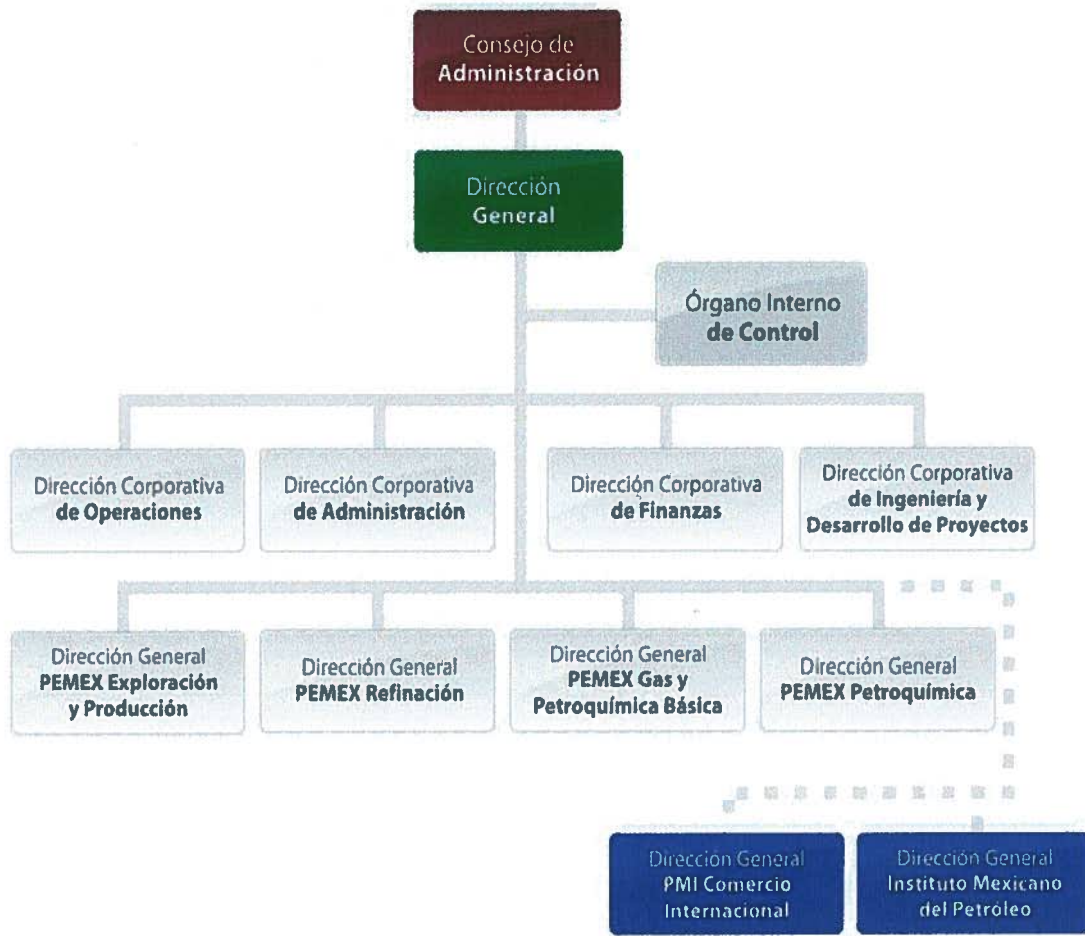 Consejo de
Administración
Dirección
General
Órgano Interno
de Control
Dirección Corporativa
de Operaciones
Dirección Corporativa
de Administración
Dirección Corporativa
de Finanzas
Dirección Corporativa
de Ingeniería y
Desarrollo de Proyectos
Dirección General
PEMEX Exploración
y Producción
Dirección General
PEMEX Refinación
Dirección General
PEMEX Gas y
Petroquímica Básica
Dirección General
PEMEX Petroquímica
Dirección General
PMI Comercio
Internacional
Dirección General
Instituto Mexicano
del Petróleo